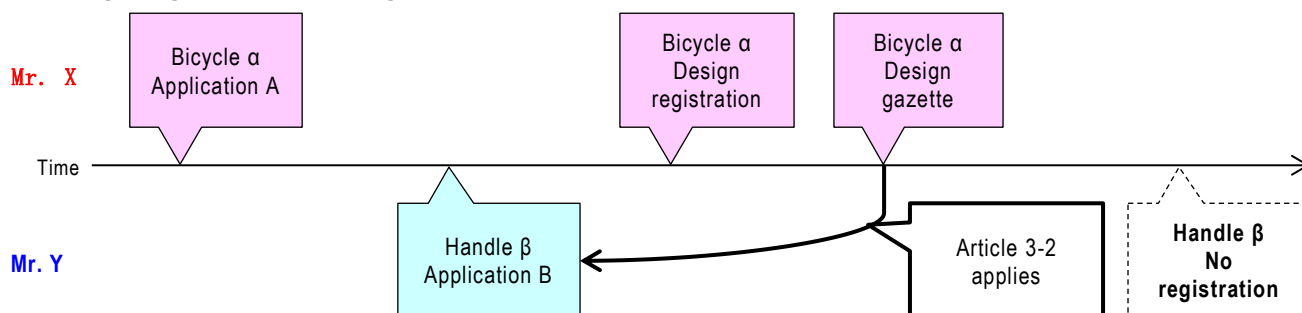 Mr. X
Bicycle α
Application A
Bicycle α
Design
registration
Bicycle α
Design
gazette
Time
Mr. Y
Handle β
Application B
Article 3-2
applies
Handle β
No
registration